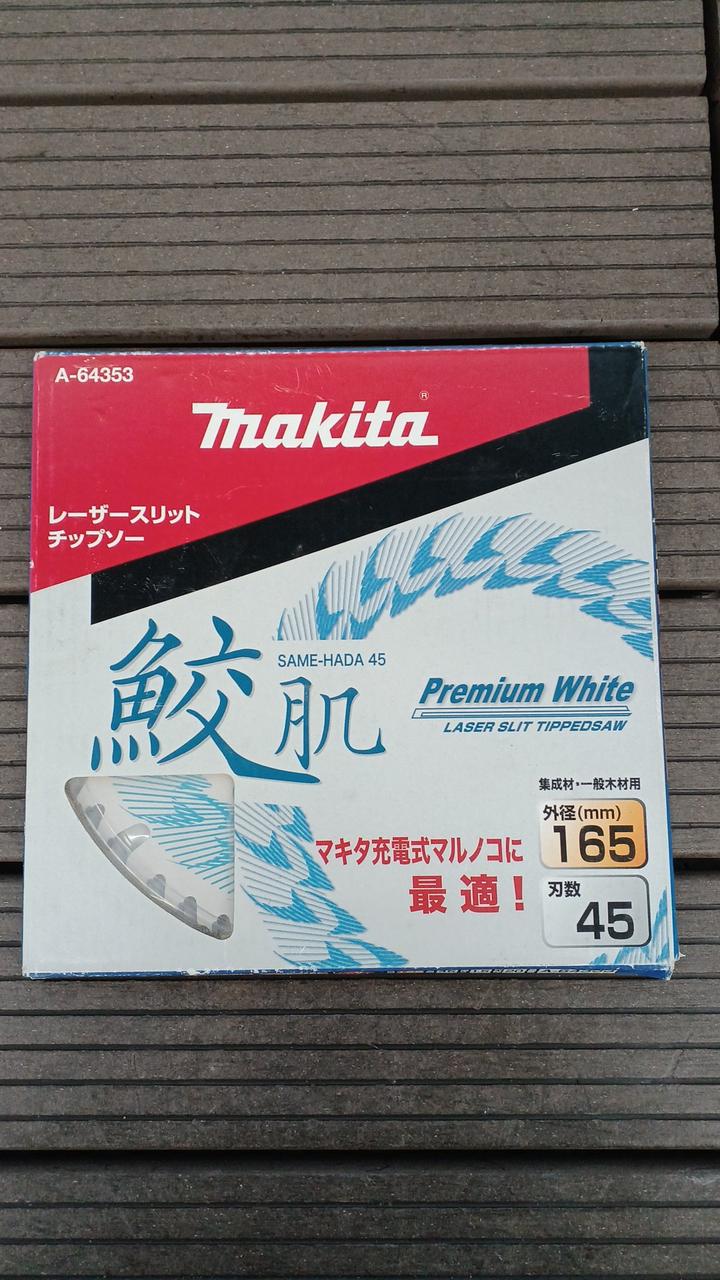 A-64353
makita®
レーザースリット
チップソー
鮫肌
SAME-HADA 45
Premium White
LASER SLIT TIPPEDSAW
集成材・一般木材用
外径(mm)
165
マキタ充電式マルノコに
最適！
刃数
45